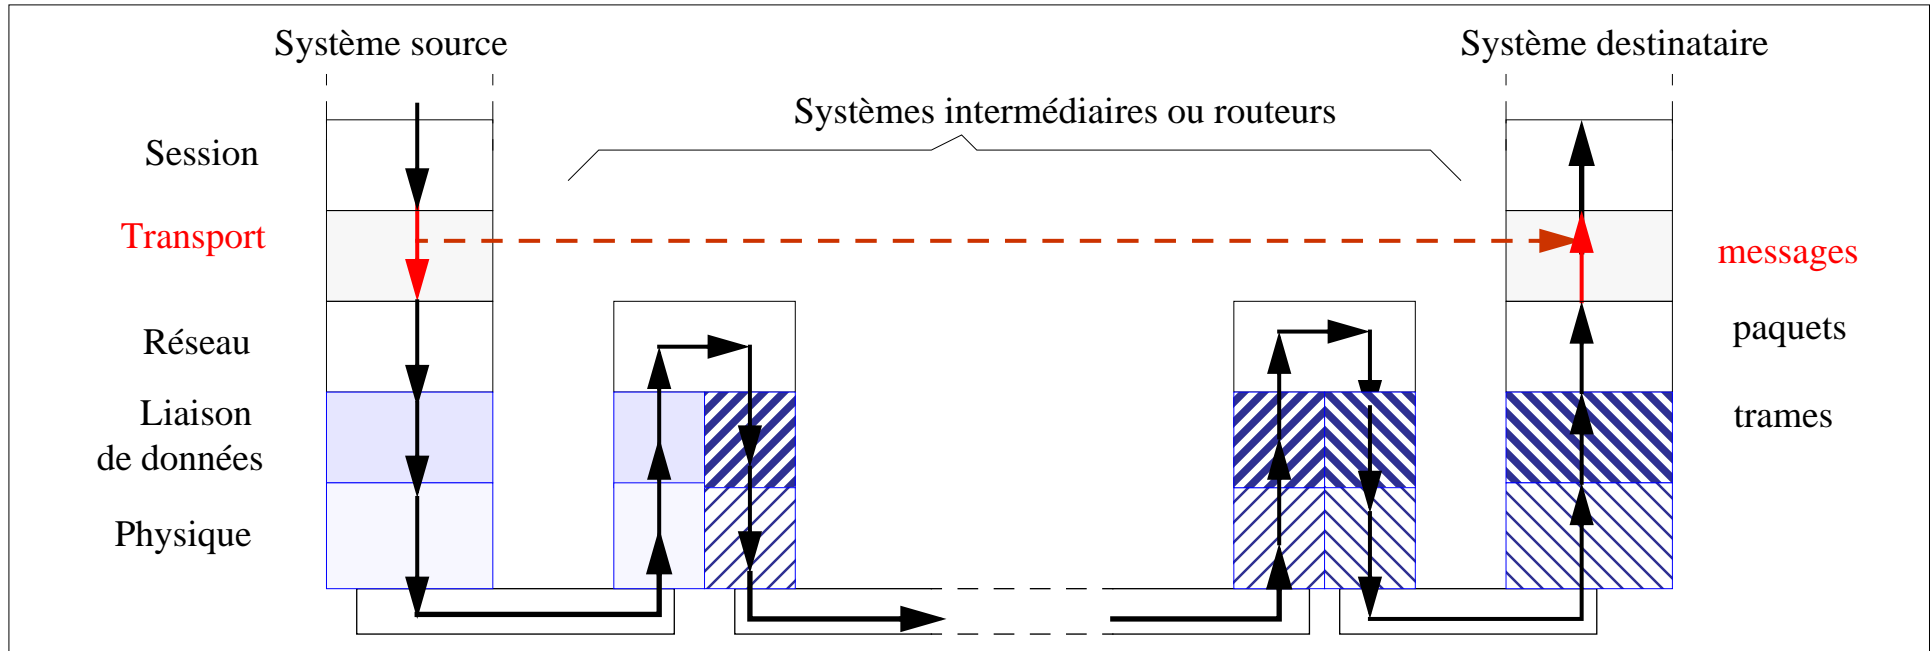 Système source
Système destinataire
Systèmes intermédiaires ou routeurs
Session
Transport
messages
Réseau
paquets
Liaison
de données
trames
Physique